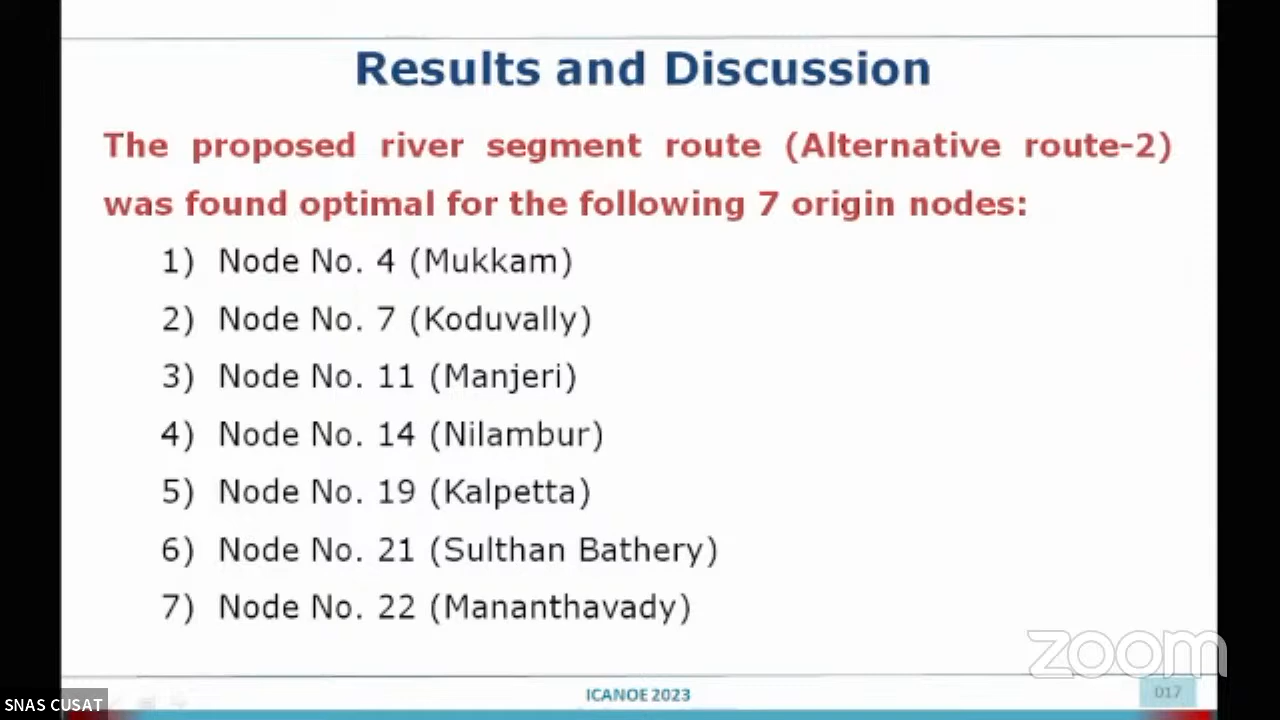 Results and Discussion
The proposed river segment route (Alternative route-2)
was found optimal for the following 7 origin nodes:
1) Node No. 4 (Mukkam)
2) Node No. 7 (Koduvally)
3) Node No. 11 (Manjeri)
4) Node No. 14 (Nilambur)
5) Node No. 19 (Kalpetta)
6) Node No. 21 (Sulthan Bathery)
7) Node No. 22 (Mananthavady)
zoom
SNAS CUSAT
ICANOE 2023
017